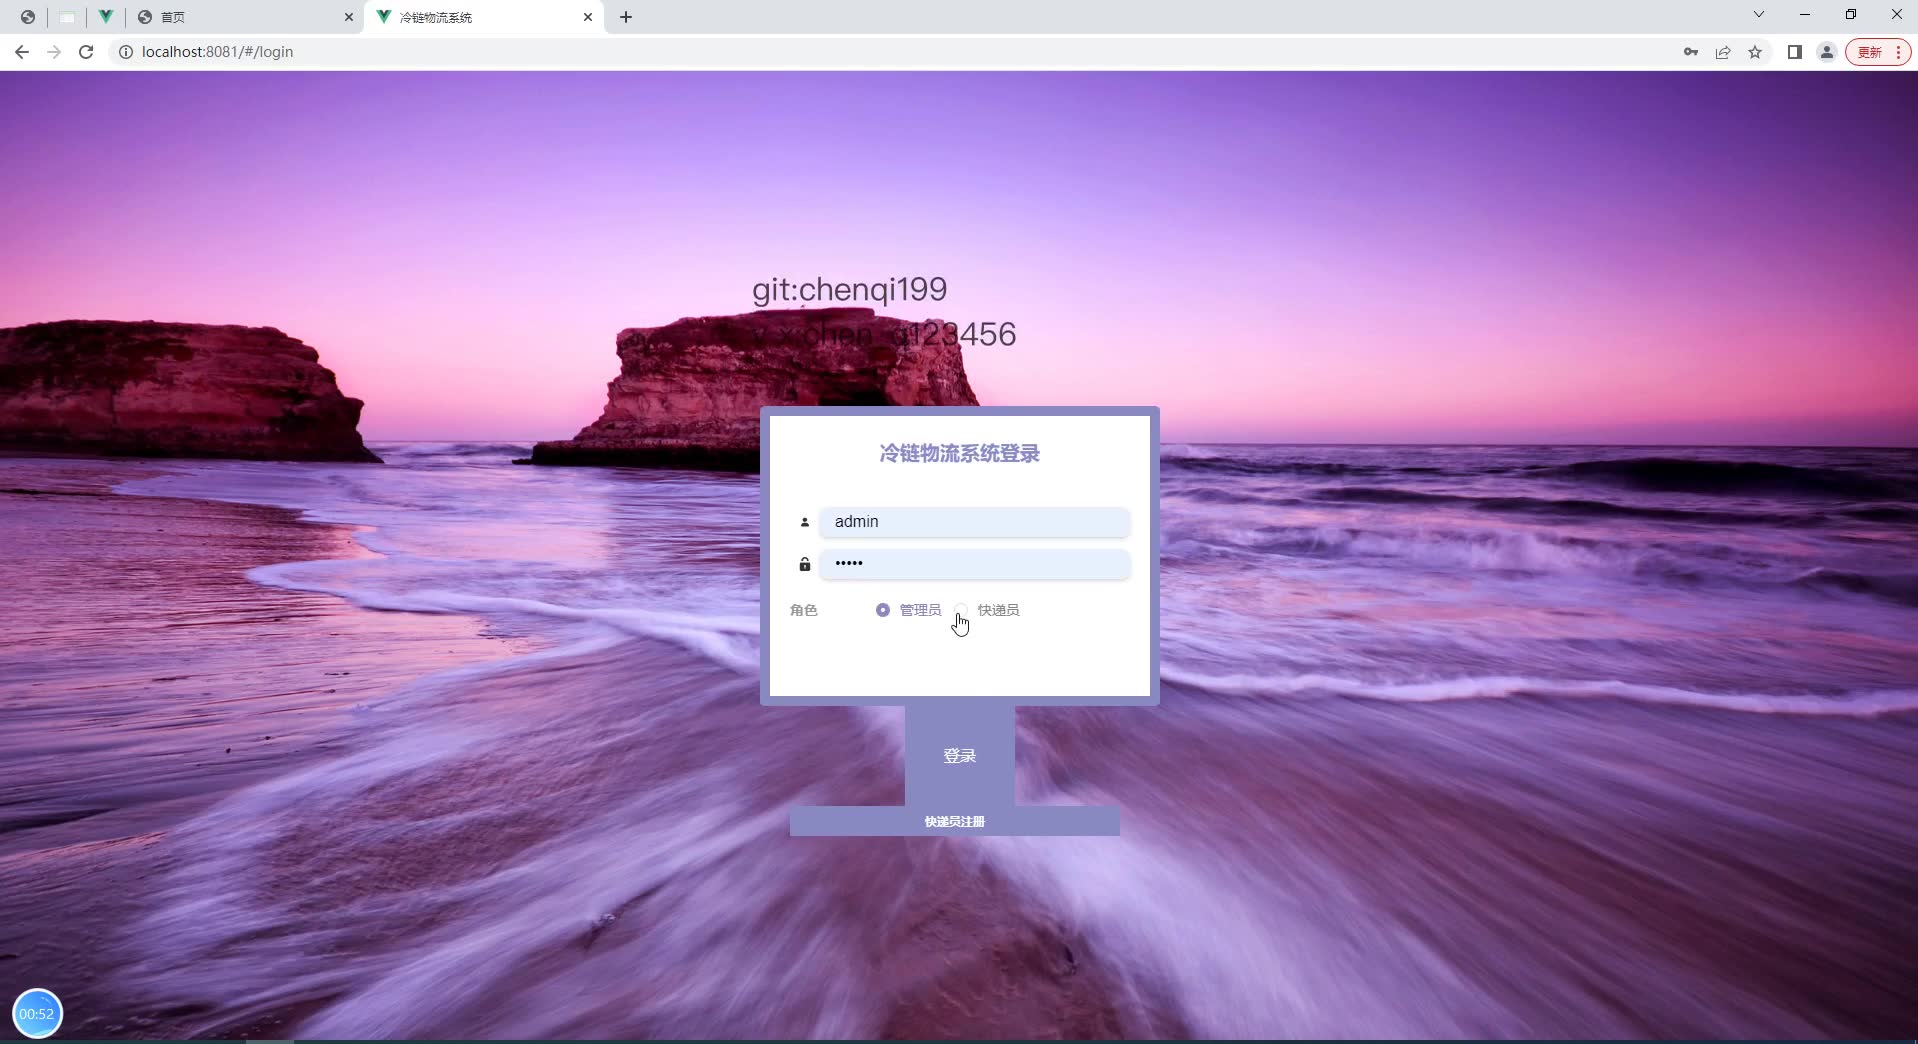 首页
冷链物流系统
localhost:8081/#/login
更新
git:chenqi199
v_x:chen_q123456
冷链物流系统登录
admin
•••••
角色 管理员 快递员
登录
快递员注册
00:52